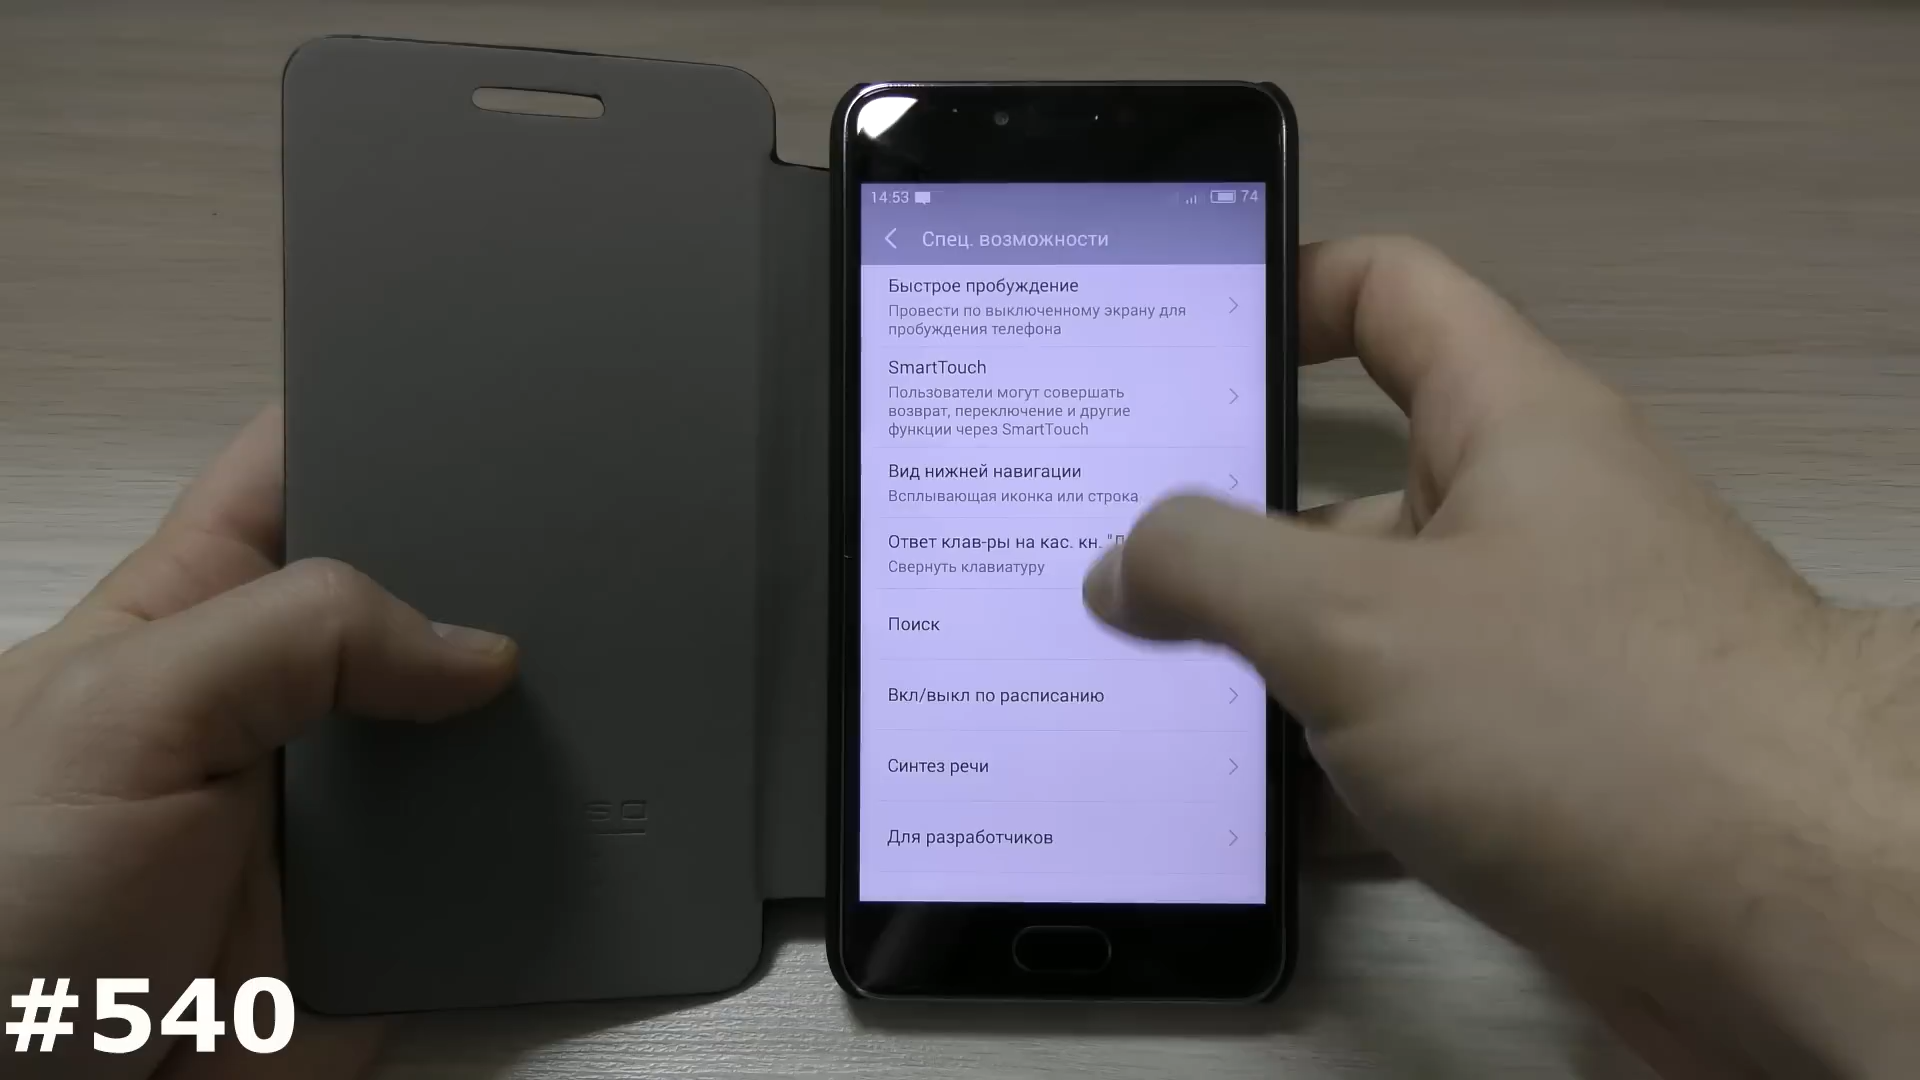 14:53
74
Спец. возможности
Быстрое пробуждение
Провести по выключенному экрану для
пробуждения телефона
SmartTouch
Пользователи могут совершать
возврат, переключение и другие
функции через SmartTouch
Вид нижней навигации
Всплывающая иконка или строка
Ответ клав-ры на кас. кн.
Свернуть клавиатуру
Поиск
Вкл/выкл по расписанию
Синтез речи
Для разработчиков
#540